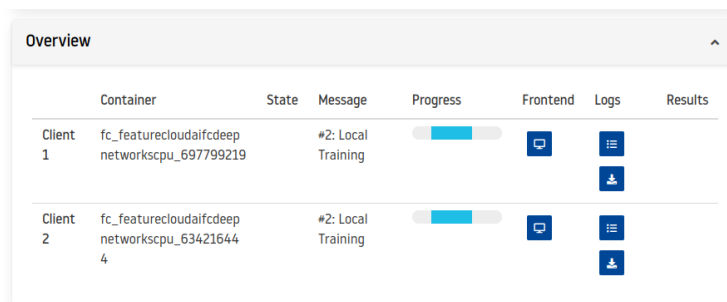 Overview
Container State Message Progress Frontend Logs Results
Client fc_featurecloudaifcdeep #2: Local
1 networkscpu_697799219 Training
Client fc_featurecloudaifcdeep #2: Local
2 networkscpu_63421644 Training
4